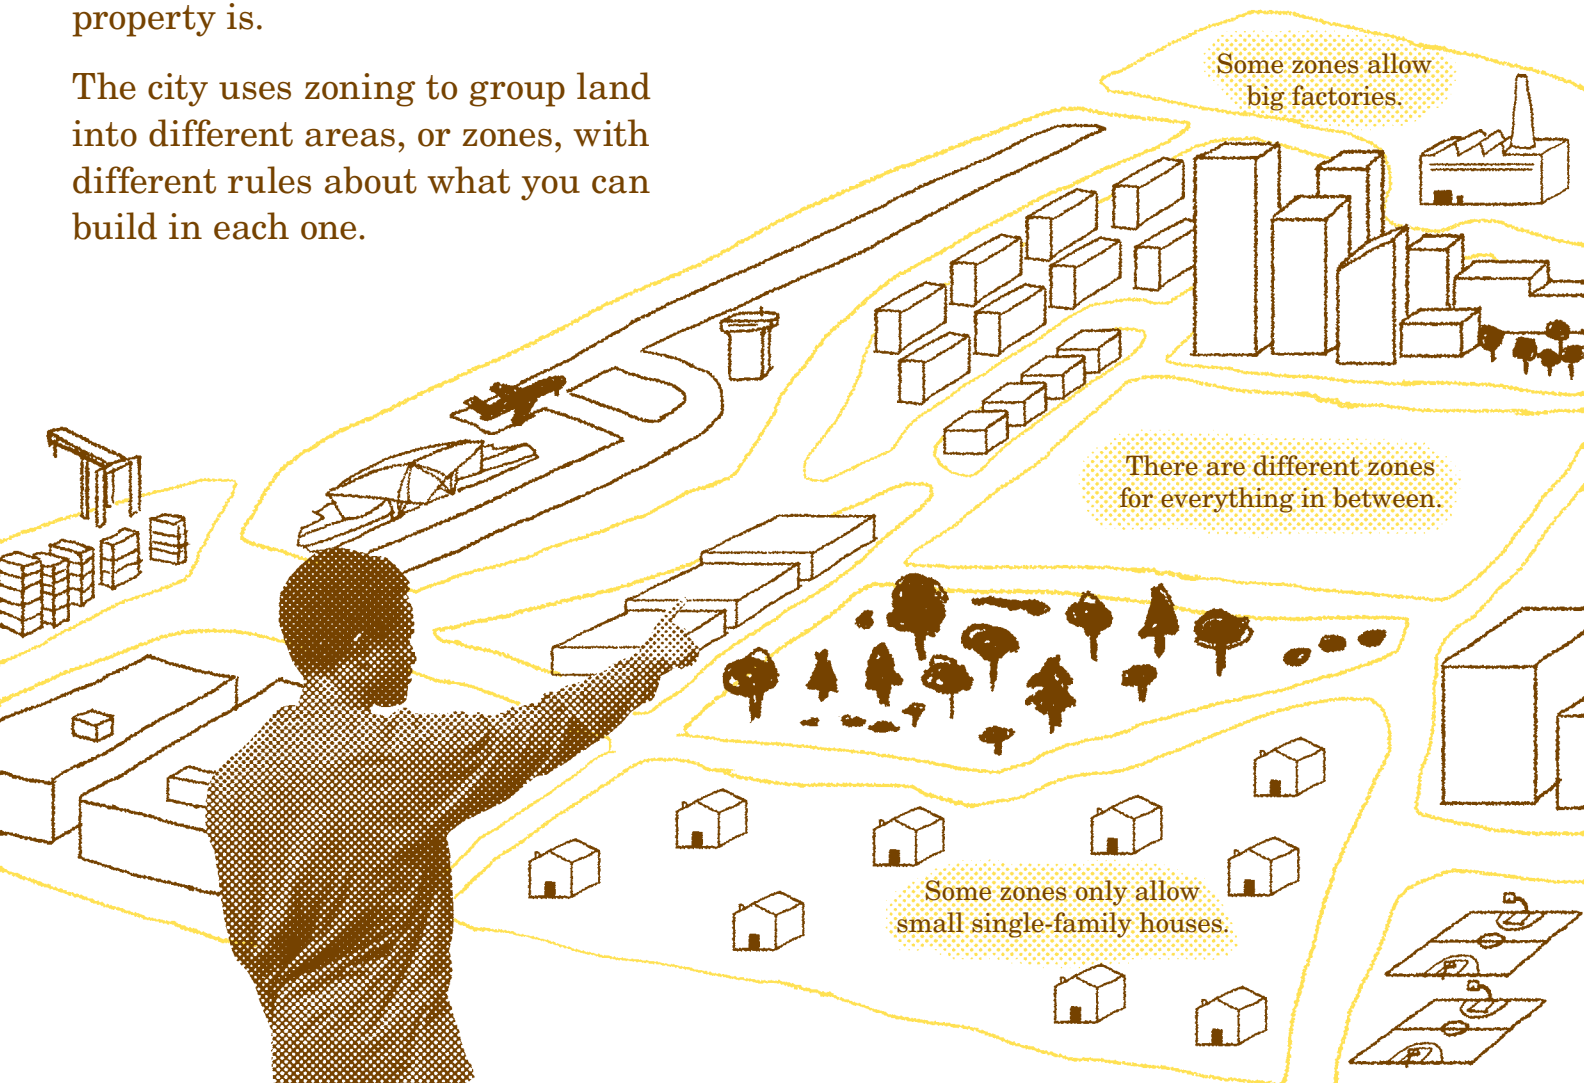 property is.
The city uses zoning to group land
into different areas, or zones, with
different rules about what you can
build in each one.
Some zones allow
big factories.
There are different zones
for everything in between.
Some zones only allow
small single-family houses.